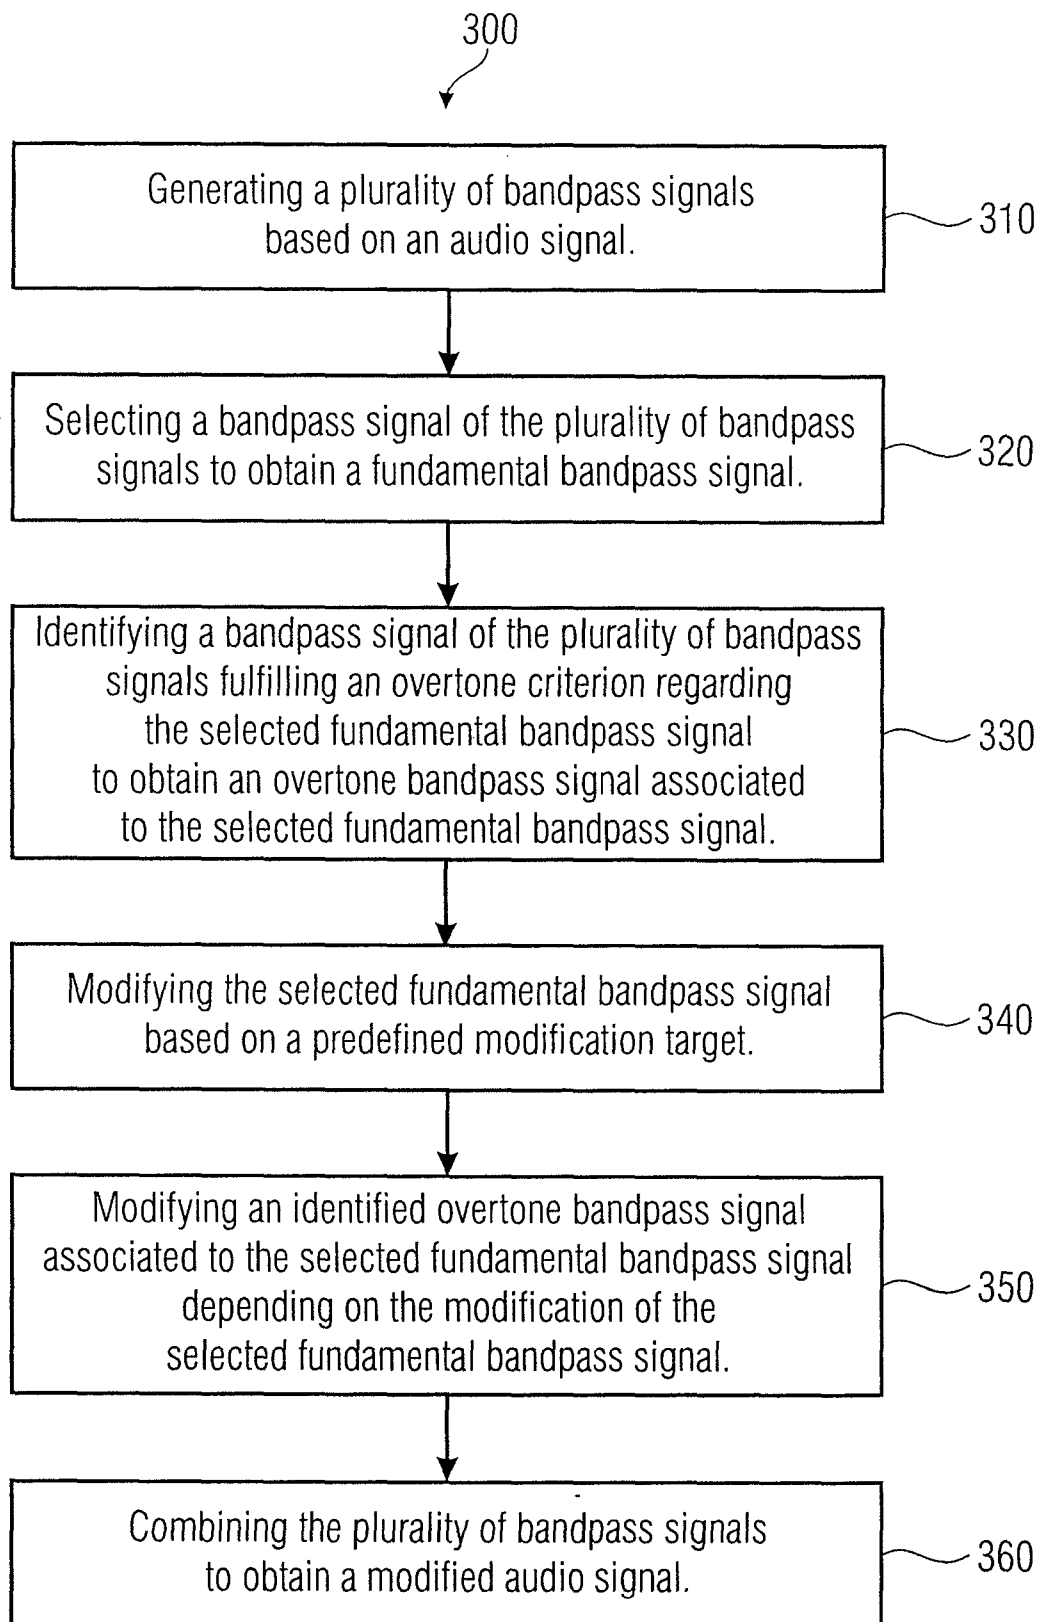 300
Generating a plurality of bandpass signals
based on an audio signal.
310
Selecting a bandpass signal of the plurality of bandpass
signals to obtain a fundamental bandpass signal.
320
Identifying a bandpass signal of the plurality of bandpass
signals fulfilling an overtone criterion regarding
the selected fundamental bandpass signal
to obtain an overtone bandpass signal associated
to the selected fundamental bandpass signal.
330
Modifying the selected fundamental bandpass signal
based on a predefined modification target.
340
Modifying an identified overtone bandpass signal
associated to the selected fundamental bandpass signal
depending on the modification of the
selected fundamental bandpass signal.
350
Combining the plurality of bandpass signals
to obtain a modified audio signal.
360